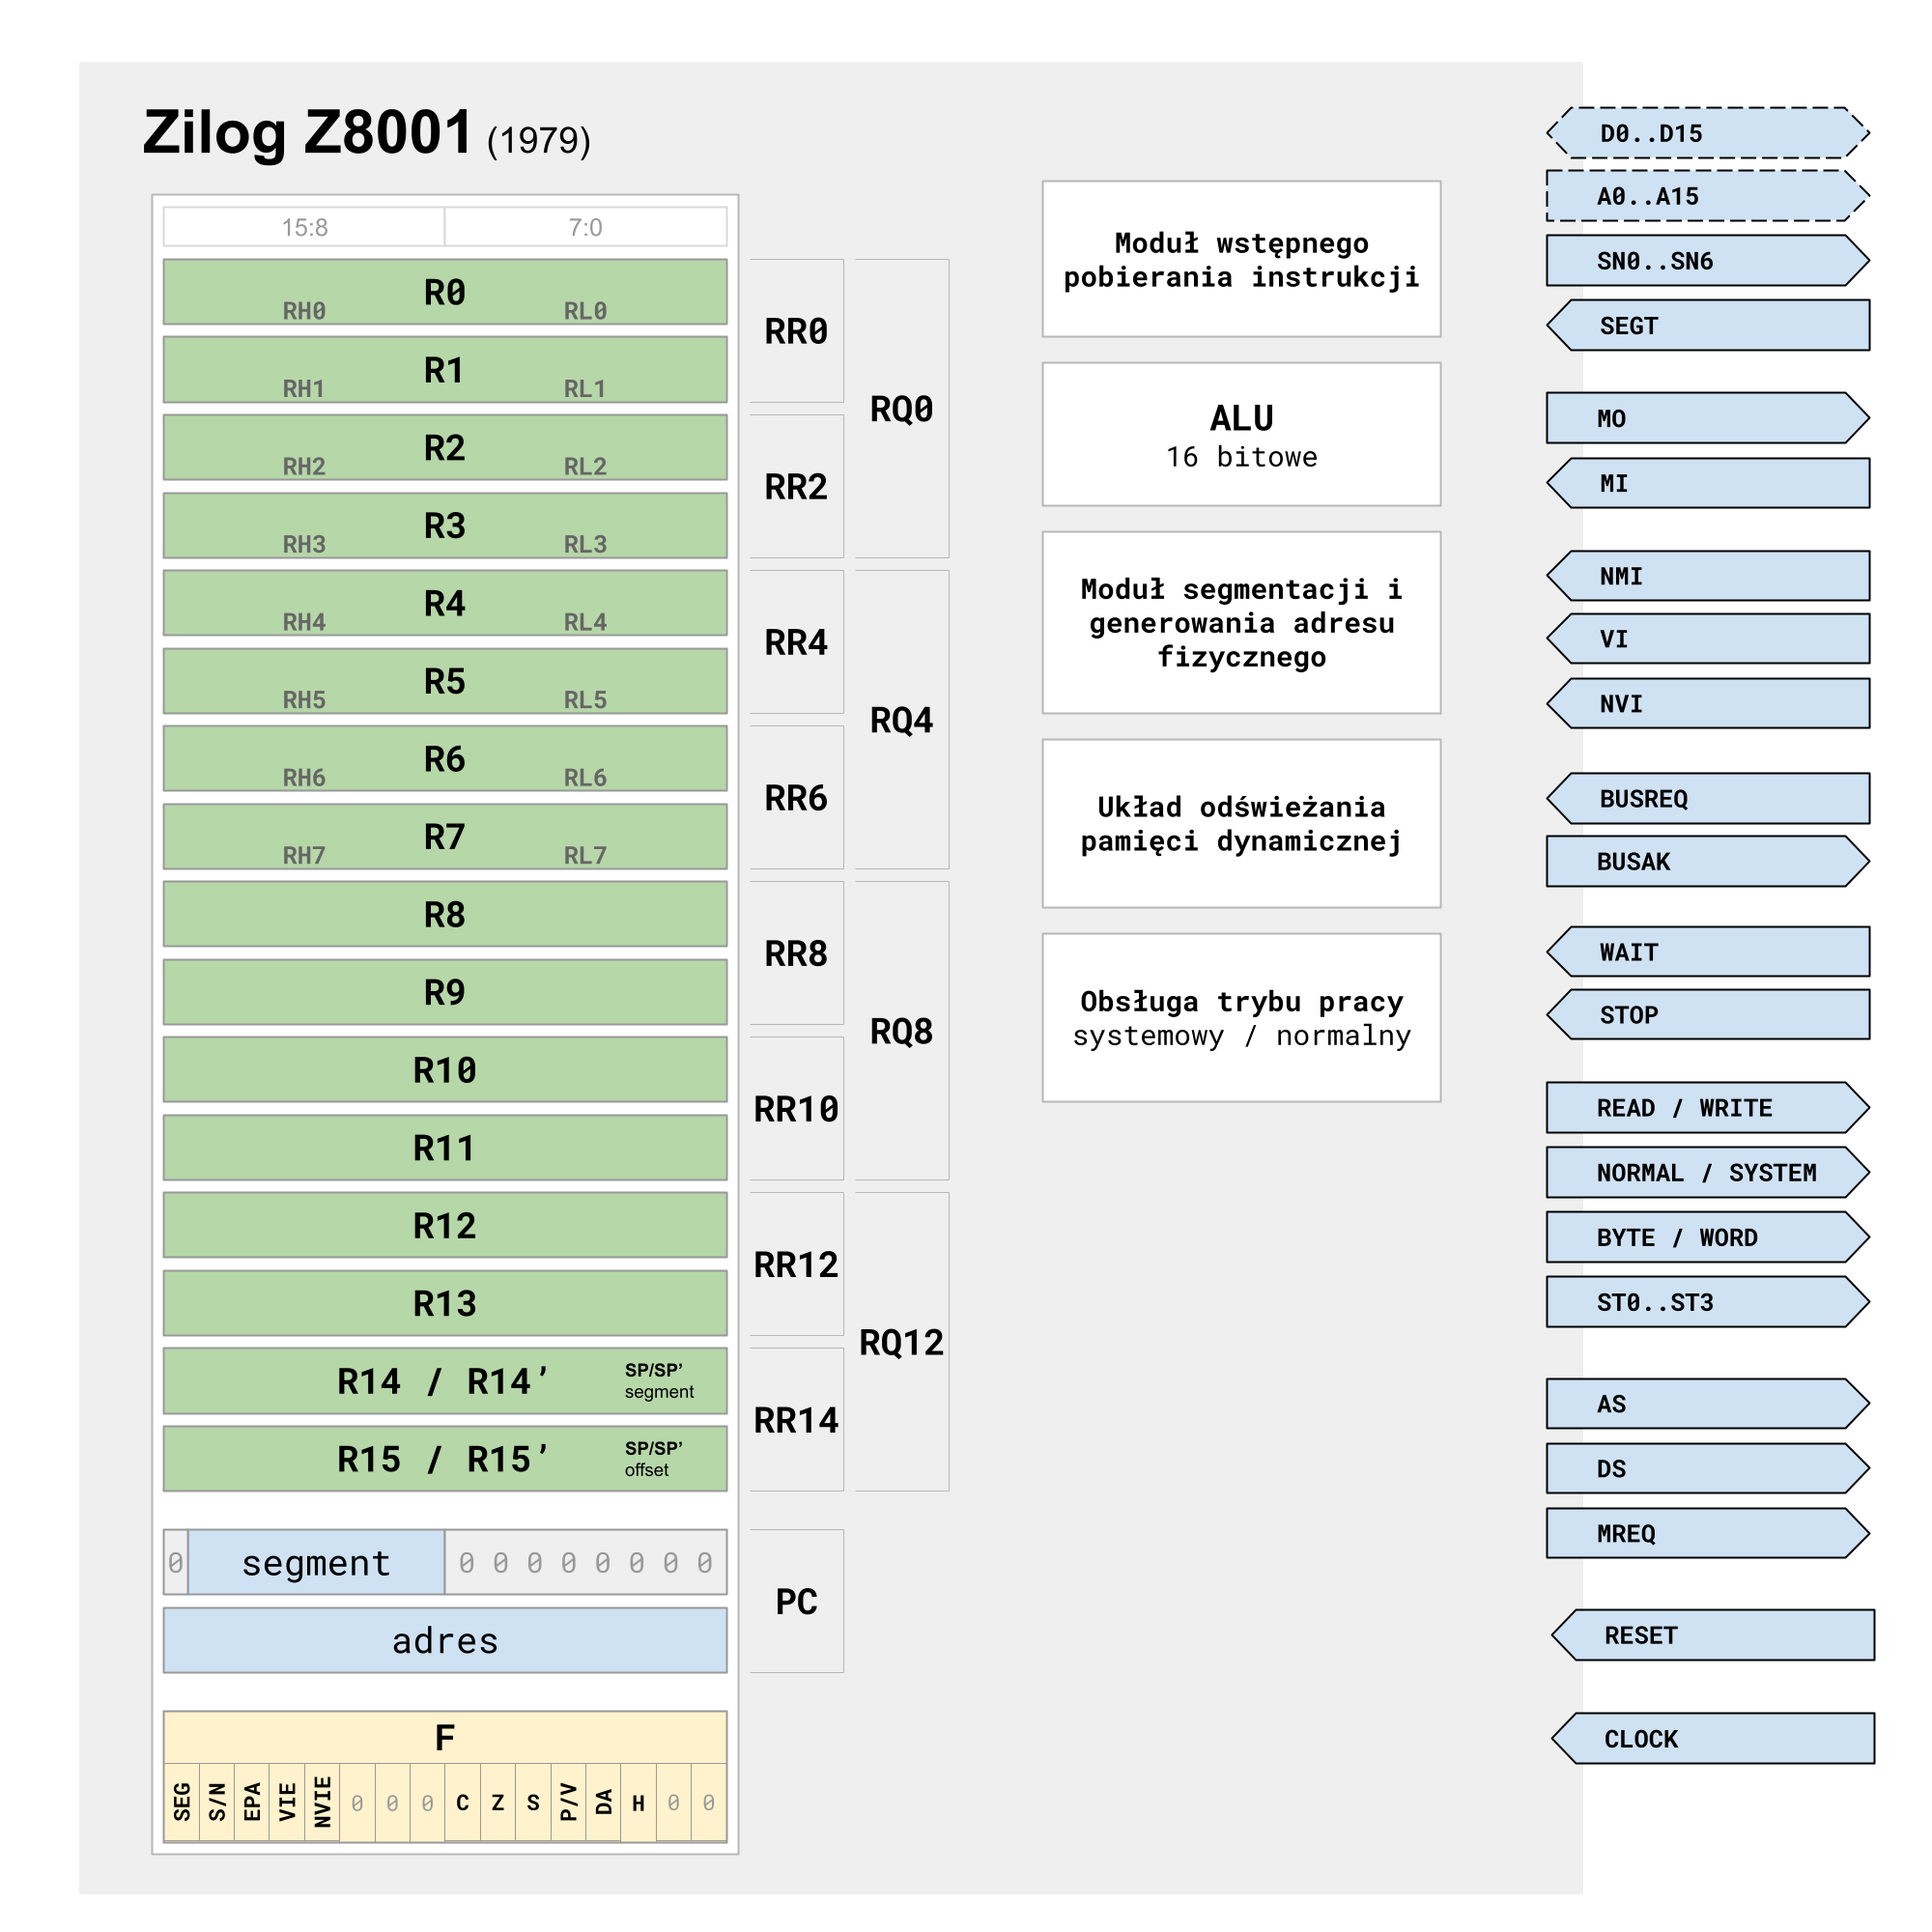 Zilog Z8001 (1979)
15:8 7:0
R0
RH0 RL0
R1
RH1 RL1
R2
RH2 RL2
R3
RH3 RL3
R4
RH4 RL4
R5
RH5 RL5
R6
RH6 RL6
R7
RH7 RL7
R8
R9
R10
R11
R12
R13
R14 / R14’ SP/SP’
segment
R15 / R15’ SP/SP’
offset
0 segment 0 0 0 0 0 0 0 0
adres
F
SEG S/N EPA VIE NVIE 0 0 0 C Z S P/V DA H 0 0
RR0
RR2
RR4
RR6
RR8
RR10
RR12
RR14
PC
RQ0
RQ4
RQ8
RQ12
Moduł wstępnego
pobierania instrukcji
ALU
16 bitowe
Moduł segmentacji i
generowania adresu
fizycznego
Układ odświeżania
pamięci dynamicznej
Obsługa trybu pracy
systemowy / normalny
D0..D15
A0..A15
SN0..SN6
SEGT
MO
MI
NMI
VI
NVI
BUSREQ
BUSAK
WAIT
STOP
READ / WRITE
NORMAL / SYSTEM
BYTE / WORD
ST0..ST3
AS
DS
MREQ
RESET
CLOCK